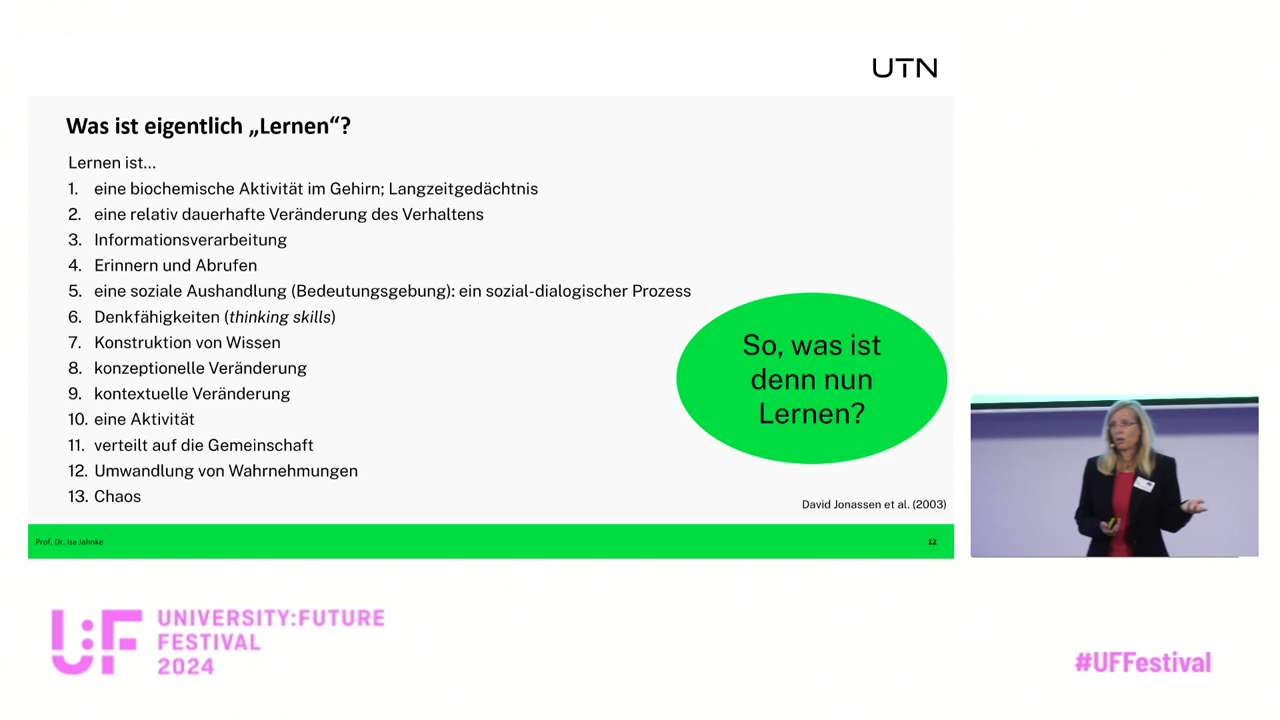 UTN
Was ist eigentlich „Lernen“?
Lernen ist...
1. eine biochemische Aktivität im Gehirn; Langzeitgedächtnis
2. eine relativ dauerhafte Veränderung des Verhaltens
3. Informationsverarbeitung
4. Erinnern und Abrufen
5. eine soziale Aushandlung (Bedeutungsgebung): ein sozial-dialogischer Prozess
6. Denkfähigkeiten (thinking skills)
7. Konstruktion von Wissen
8. konzeptionelle Veränderung
9. kontextuelle Veränderung
10. eine Aktivität
11. verteilt auf die Gemeinschaft
12. Umwandlung von Wahrnehmungen
13. Chaos
So, was ist
denn nun
Lernen?
David Jonassen et al. (2003)
Prof. Dr. Isa Jahnke
12
U:F
UNIVERSITY:FUTURE
FESTIVAL
2024
#UFFestival